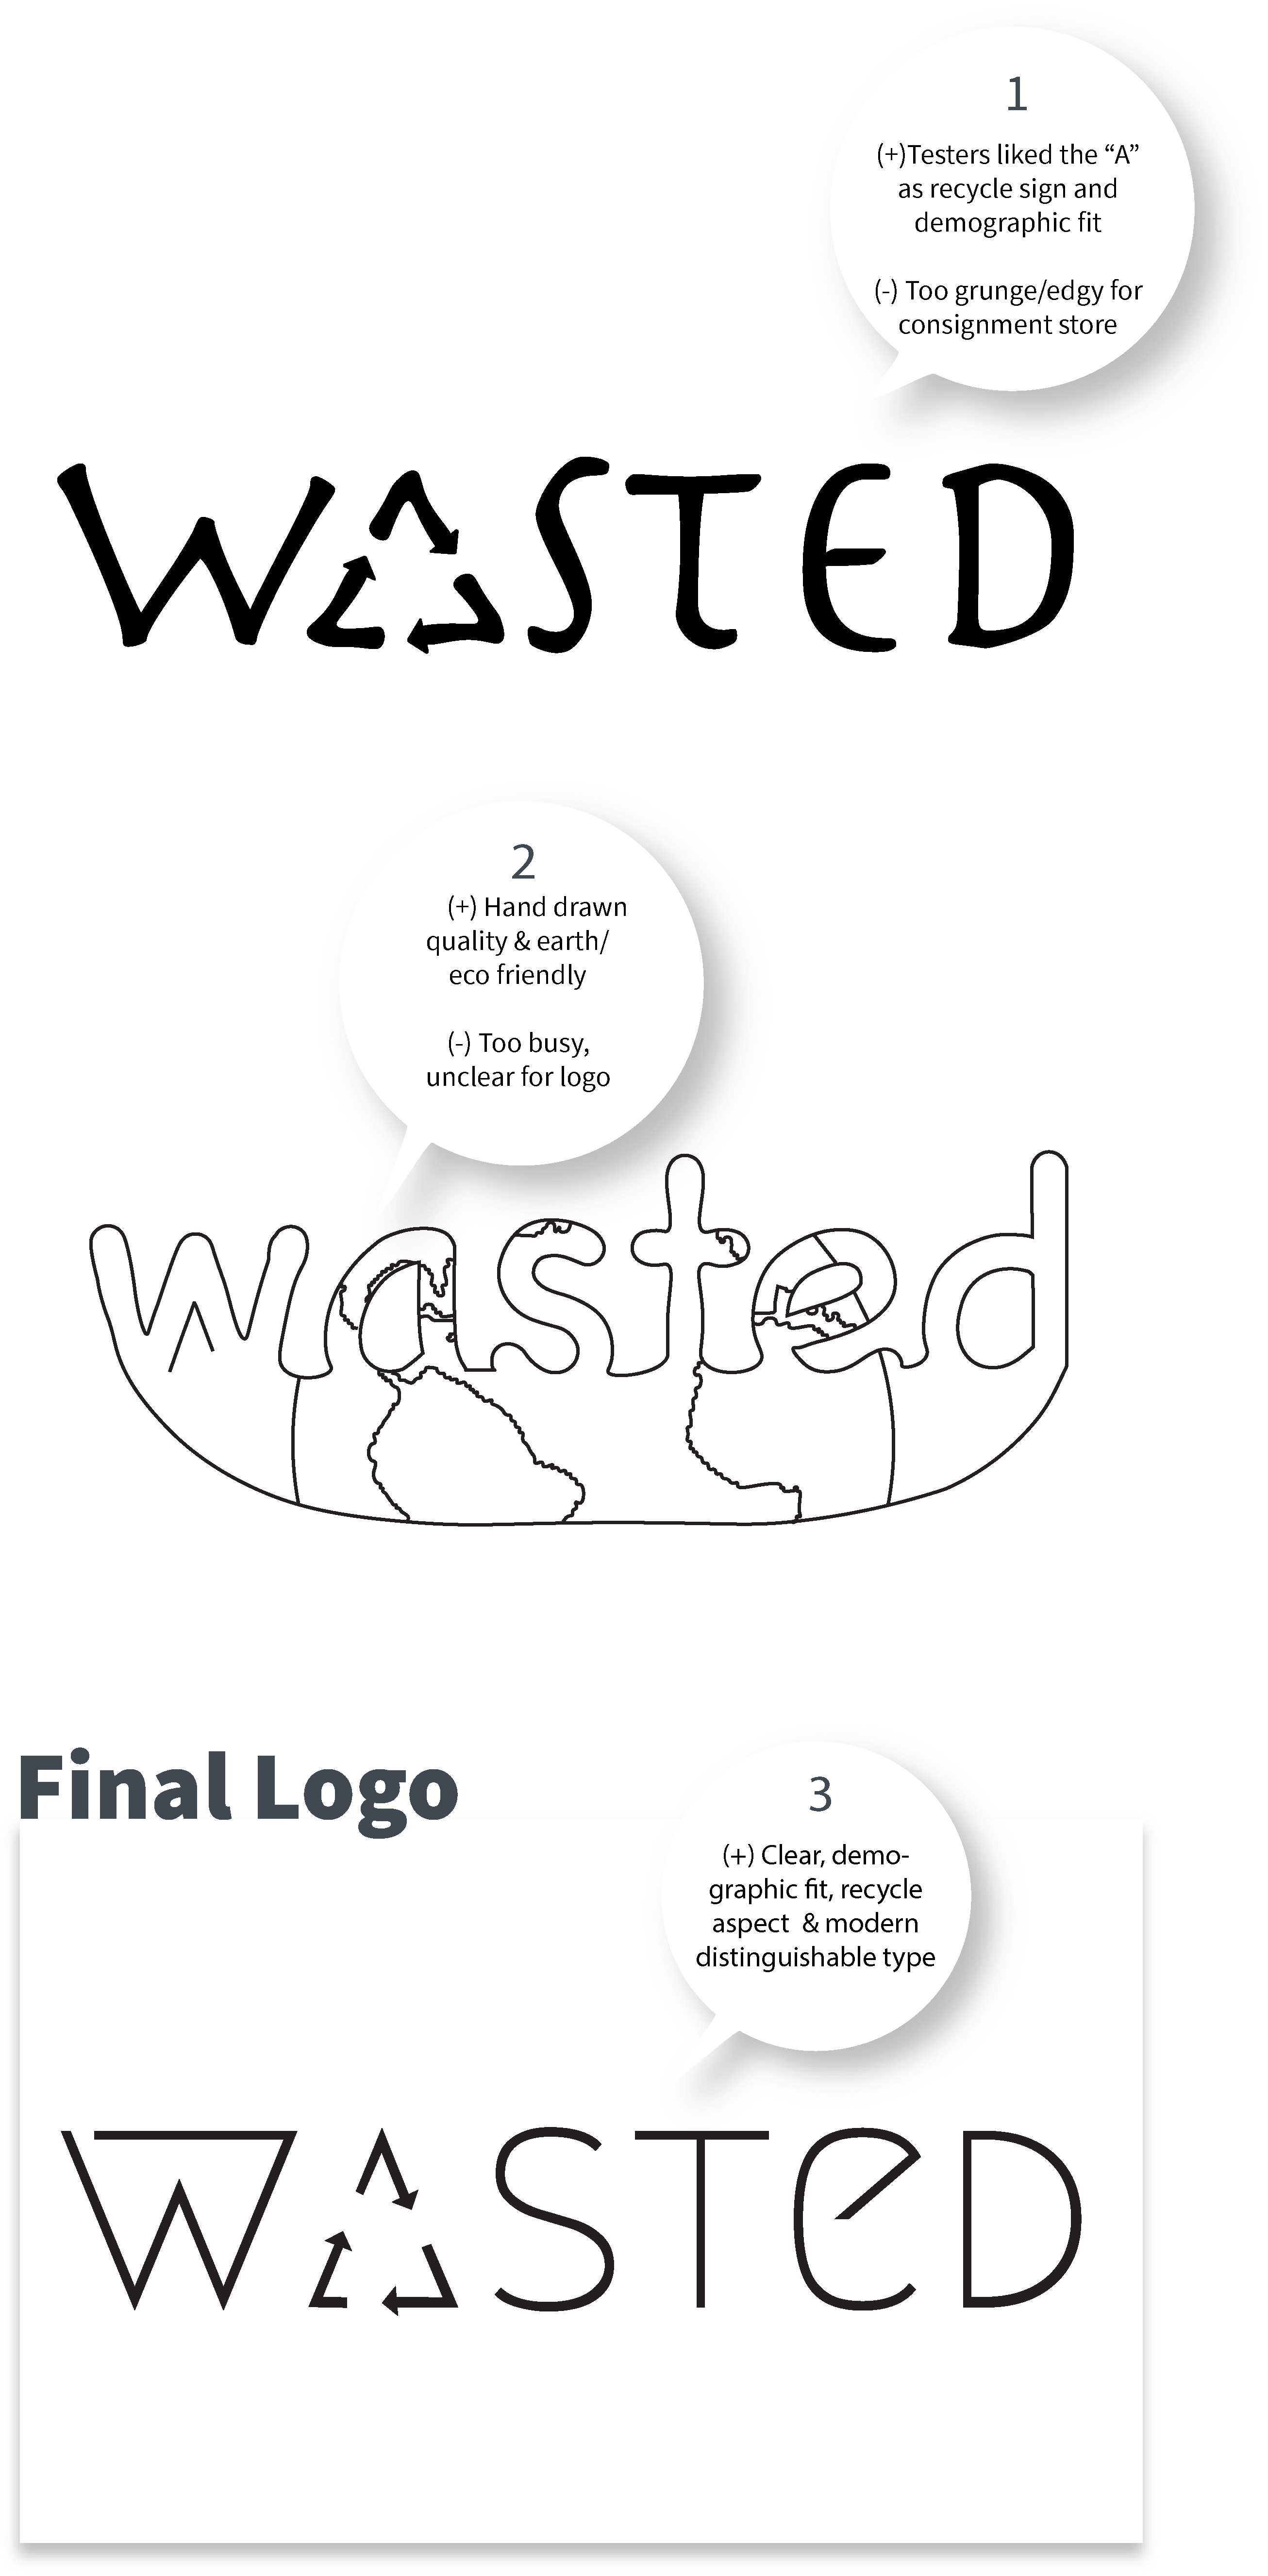 1
(+)Testers liked the “A”
as recycle sign and
demographic fit
(-) Too grunge/edgy for
consignment store
WASTED
2
(+) Hand drawn
quality & earth/
eco friendly
(-) Too busy,
unclear for logo
wasted
Final Logo
3
(+) Clear, demo-
graphic fit, recycle
aspect & modern
distinguishable type
WASTeD